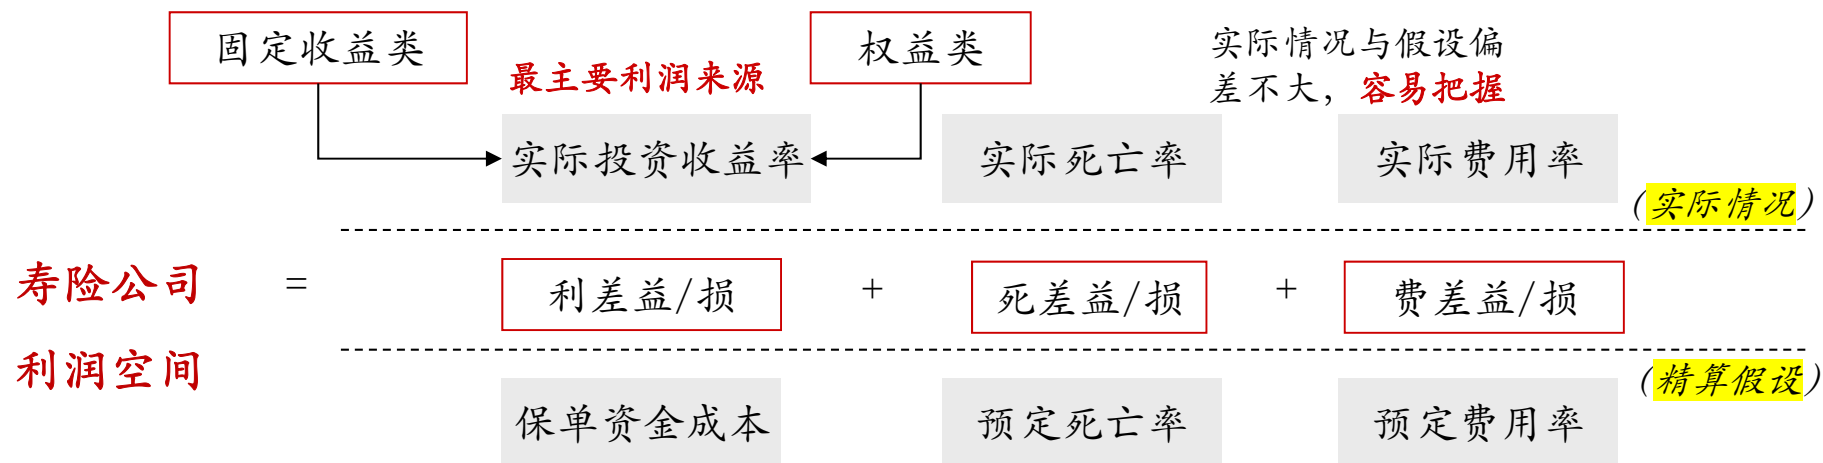 固定收益类
权益类
最主要利润来源
实际情况与假设偏
差不大，容易把握
实际投资收益率
实际死亡率
实际费用率
（实际情况）
寿险公司
利润空间
=
利差益/损
+
死差益/损
+
费差益/损
（精算假设）
保单资金成本
预定死亡率
预定费用率